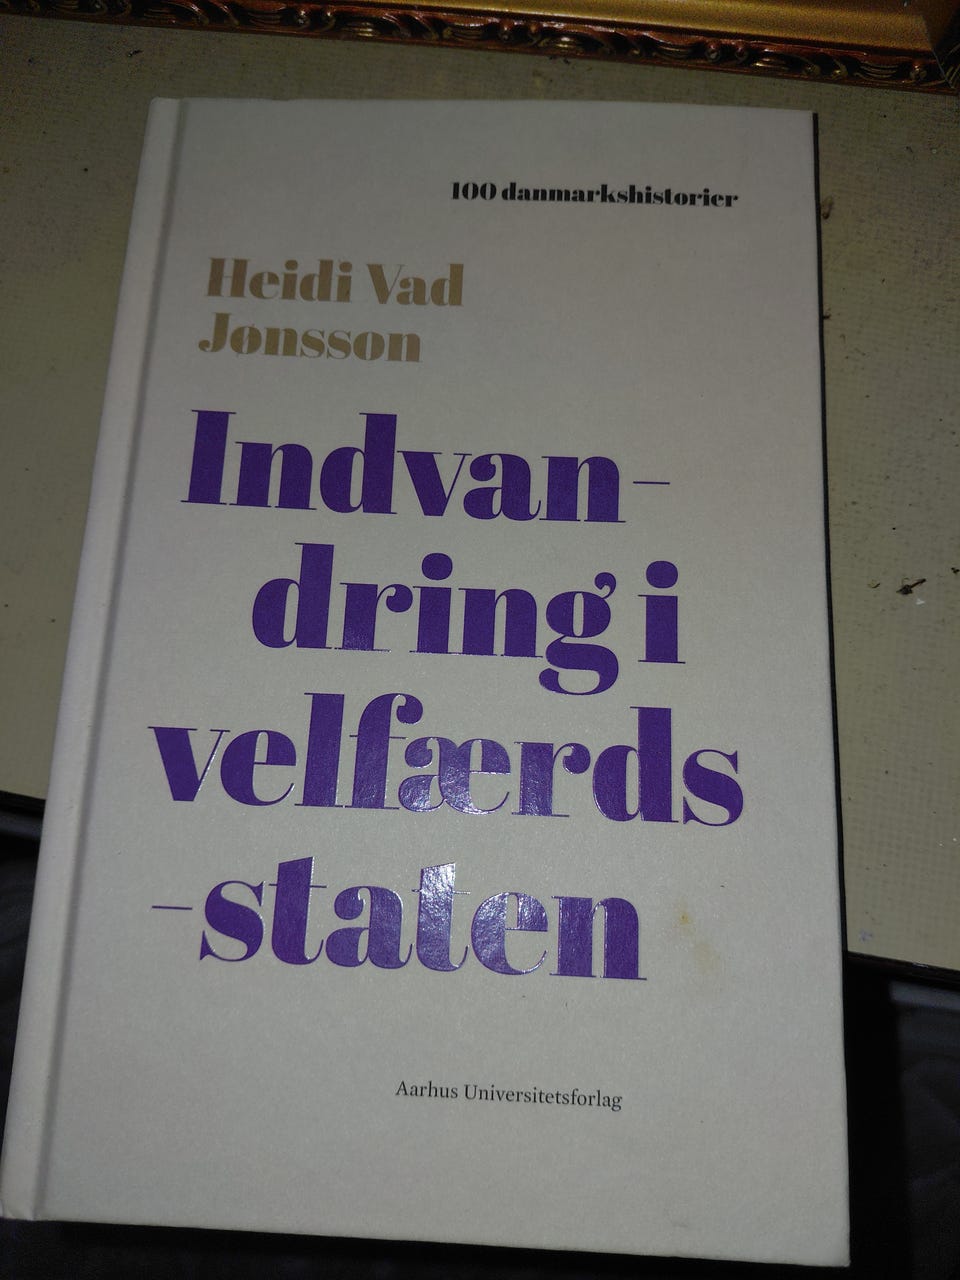 100 danmarkshistorier
Heidi Vad
Jønsson
Indvan-
dring i
velfærds
-staten
Aarhus Universitetsforlag